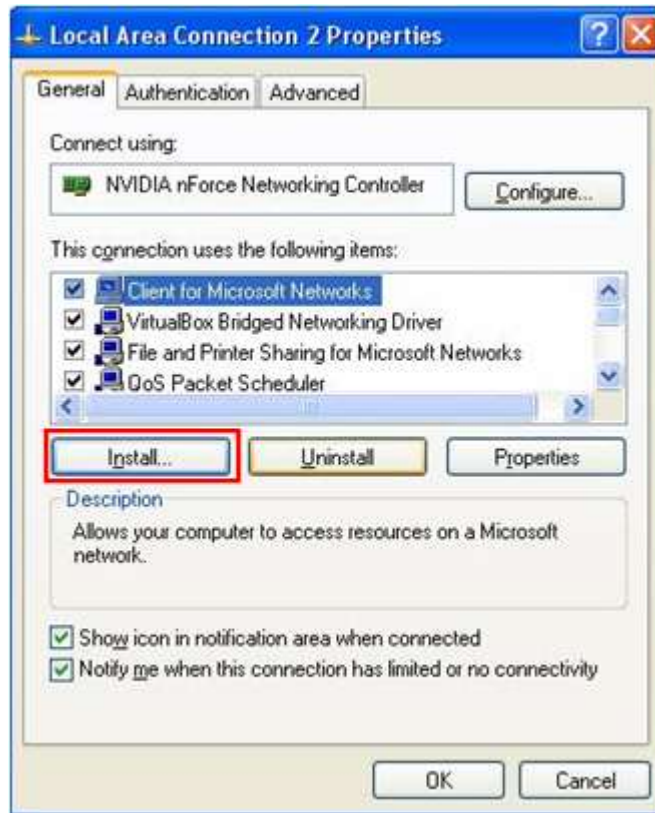 Local Area Connection 2 Properties
General Authentication Advanced
Connect using:
NVIDIA nForce Networking Controller Configure...
This connection uses the following items:
Client for Microsoft Networks
VirtualBox Bridged Networking Driver
File and Printer Sharing for Microsoft Networks
QoS Packet Scheduler
Install... Uninstall Properties
Description
Allows your computer to access resources on a Microsoft
network.
Show icon in notification area when connected
Notify me when this connection has limited or no connectivity
OK Cancel